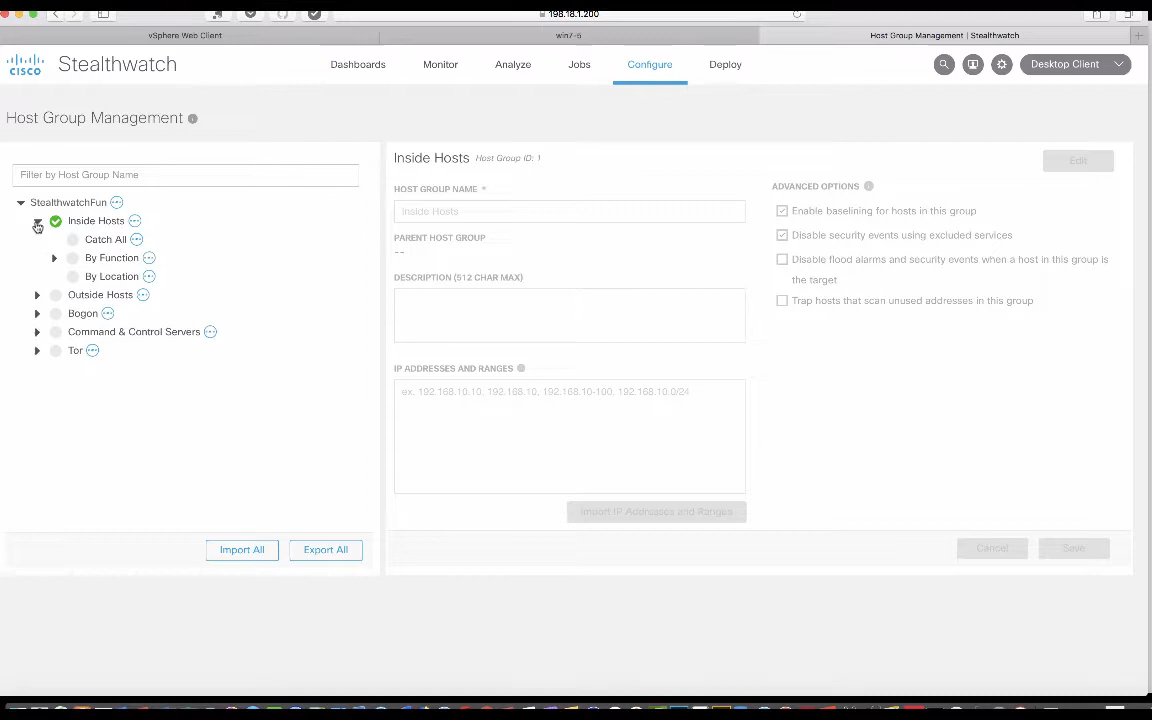 198.18.1.200
vSphere Web Client
win7-5
Host Group Management | Stealthwatch
CISCO
Stealthwatch
Dashboards
Monitor
Analyze
Jobs
Configure
Deploy
Desktop Client
Host Group Management
Filter by Host Group Name
StealthwatchFun
Inside Hosts
Catch All
By Function
By Location
Outside Hosts
Bogon
Command & Control Servers
Tor
Import All
Export All
Inside Hosts Host Group ID: 1
Edit
HOST GROUP NAME *
Inside Hosts
PARENT HOST GROUP
--
DESCRIPTION (512 CHAR MAX)
IP ADDRESSES AND RANGES
ex. 192.168.10.10, 192.168.10, 192.168.10-100, 192.168.10.0/24
Import IP Addresses and Ranges
ADVANCED OPTIONS
Enable baselining for hosts in this group
Disable security events using excluded services
Disable flood alarms and security events when a host in this group is
the target
Trap hosts that scan unused addresses in this group
Cancel
Save